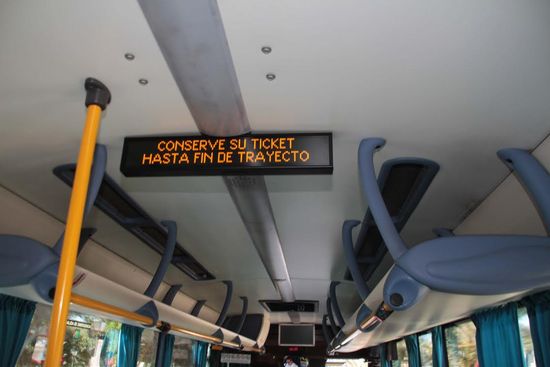 CONSERVE SU TICKET
HASTA FIN DE TRAYECTO